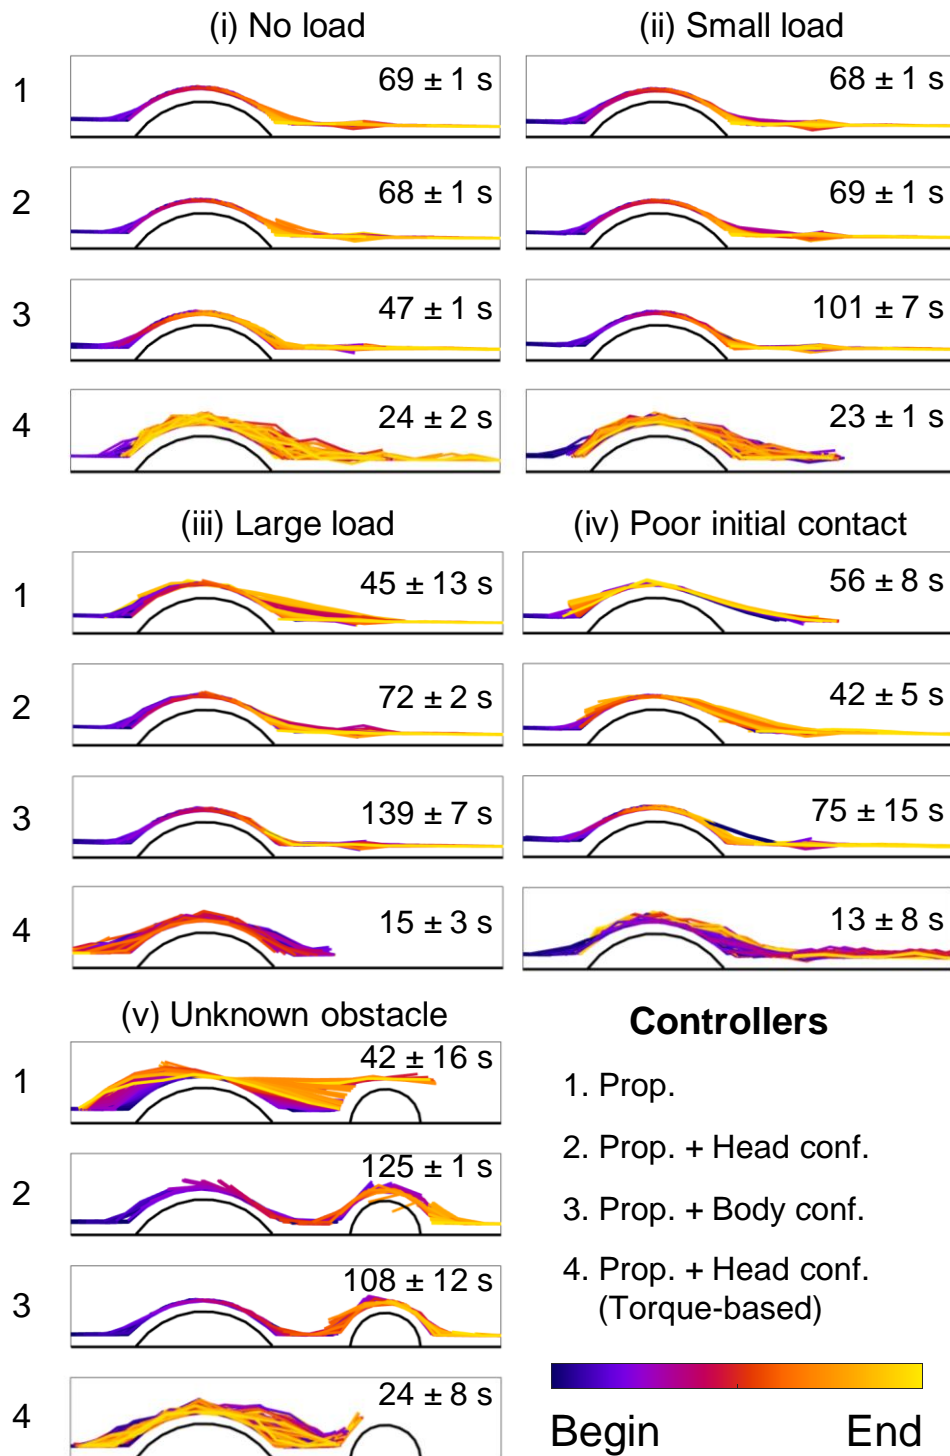 (i) No load
(ii) Small load
1
69 ± 1 s
68 ± 1 s
2
68 ± 1 s
69 ± 1 s
3
47 ± 1 s
101 ± 7 s
4
24 ± 2 s
23 ± 1 s
(iii) Large load
(iv) Poor initial contact
1
45 ± 13 s
56 ± 8 s
2
72 ± 2 s
42 ± 5 s
3
139 ± 7 s
75 ± 15 s
4
15 ± 3 s
13 ± 8 s
(v) Unknown obstacle
1
42 ± 16 s
2
125 ± 1 s
3
108 ± 12 s
4
24 ± 8 s
Controllers
1. Prop.
2. Prop. + Head conf.
3. Prop. + Body conf.
4. Prop. + Head conf.
(Torque-based)
Begin
End